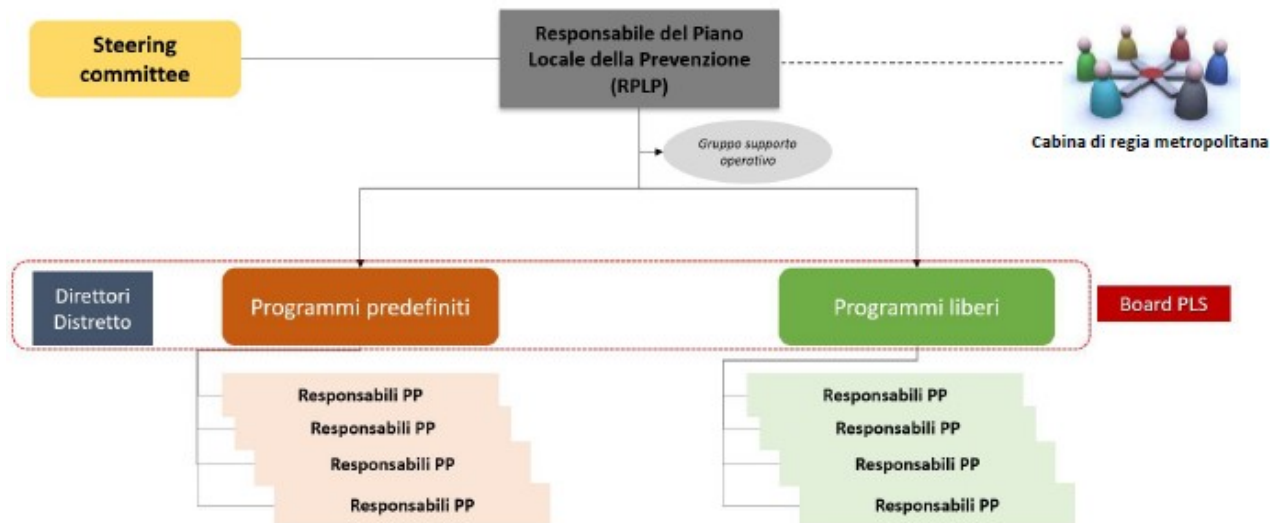 Steering
committee
Responsabile del Piano
Locale della Prevenzione
(RPLP)
Cabina di regia metropolitana
Gruppo supporto
operativo
Direttori
Distretto
Programmi predefiniti
Programmi liberi
Board PLS
Responsabili PP
Responsabili PP
Responsabili PP
Responsabili PP
Responsabili PP
Responsabili PP
Responsabili PP
Responsabili PP